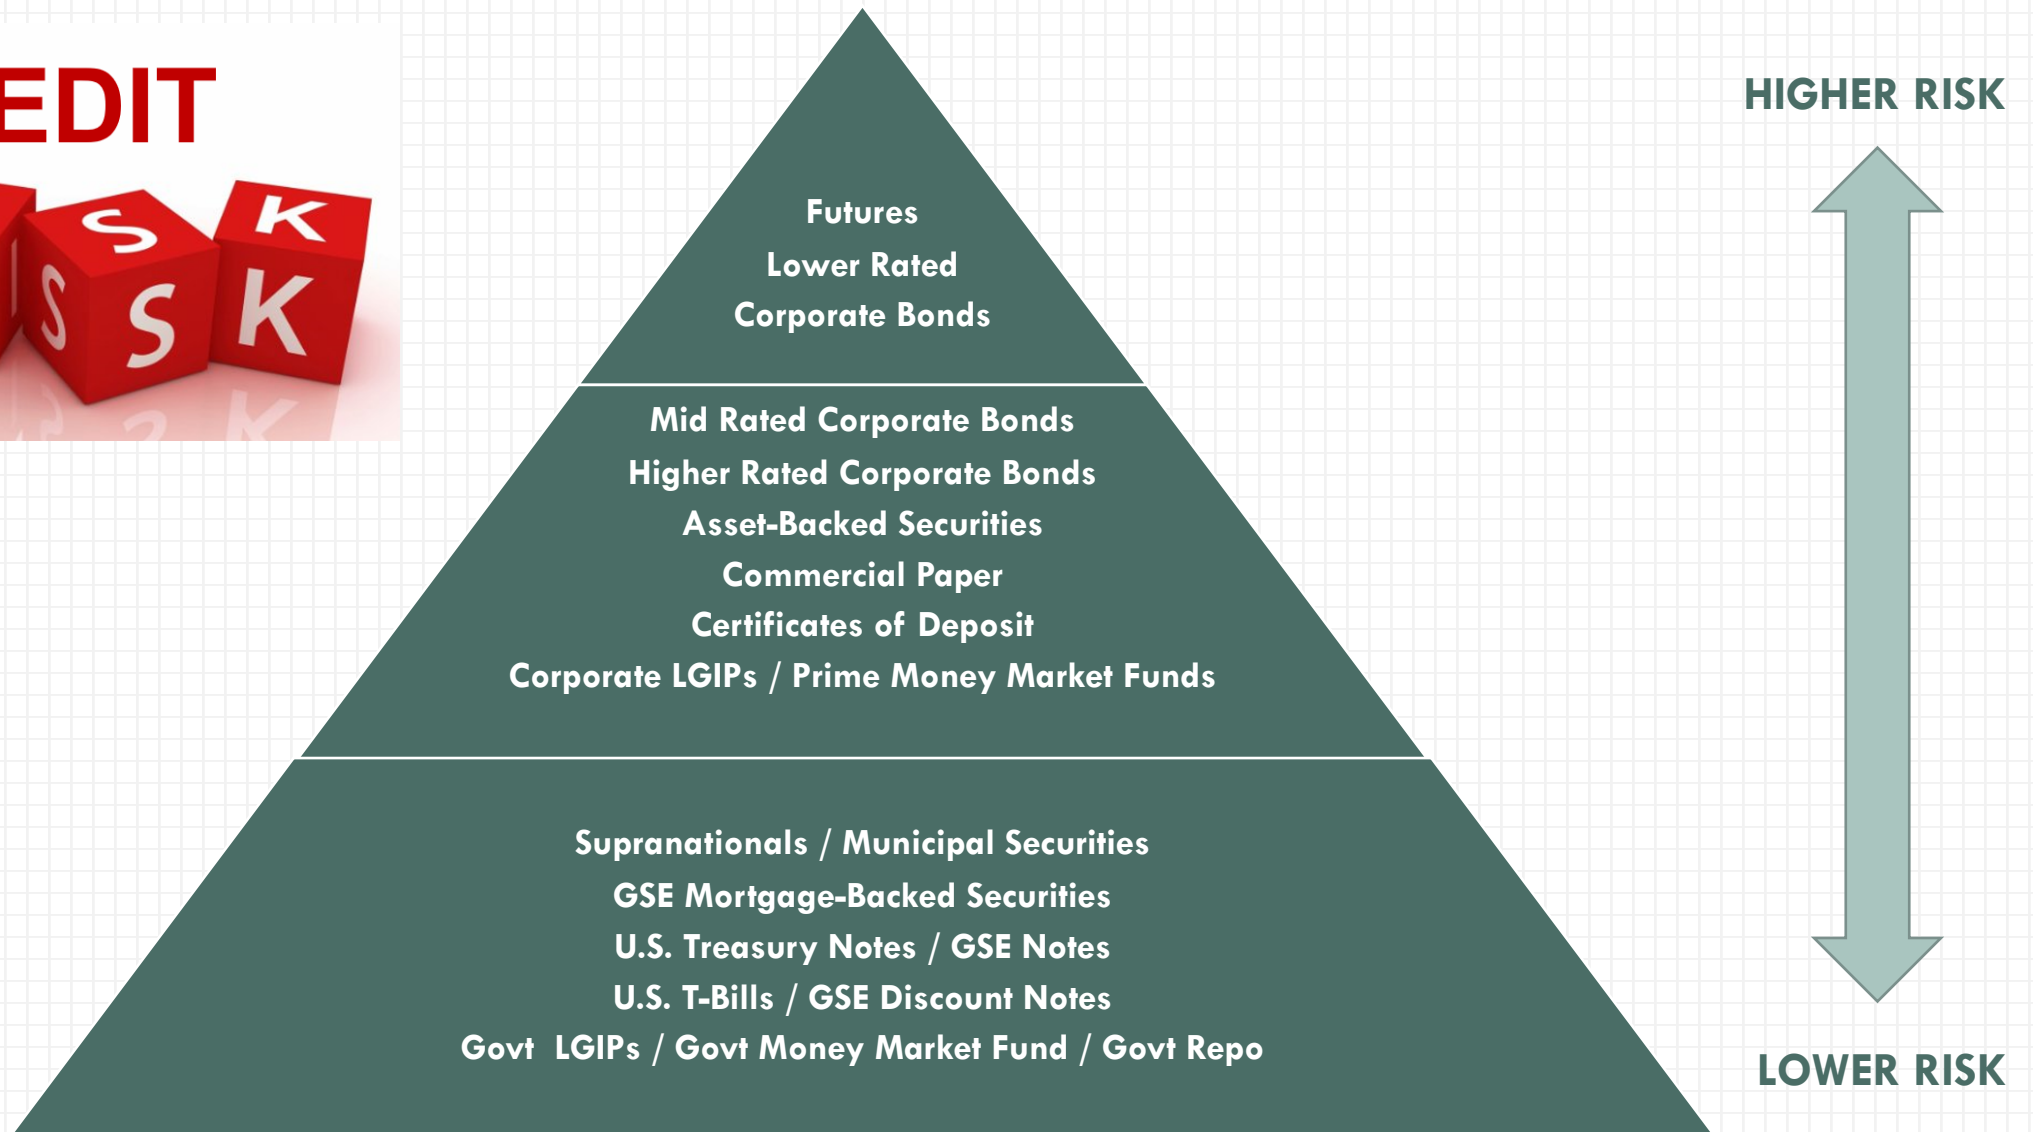 EDIT
S
K
I
S
S
K
Futures
Lower Rated
Corporate Bonds
Mid Rated Corporate Bonds
Higher Rated Corporate Bonds
Asset-Backed Securities
Commercial Paper
Certificates of Deposit
Corporate LGIPs / Prime Money Market Funds
Supranationals / Municipal Securities
GSE Mortgage-Backed Securities
U.S. Treasury Notes / GSE Notes
U.S. T-Bills / GSE Discount Notes
Govt LGIPs / Govt Money Market Fund / Govt Repo
HIGHER RISK
LOWER RISK